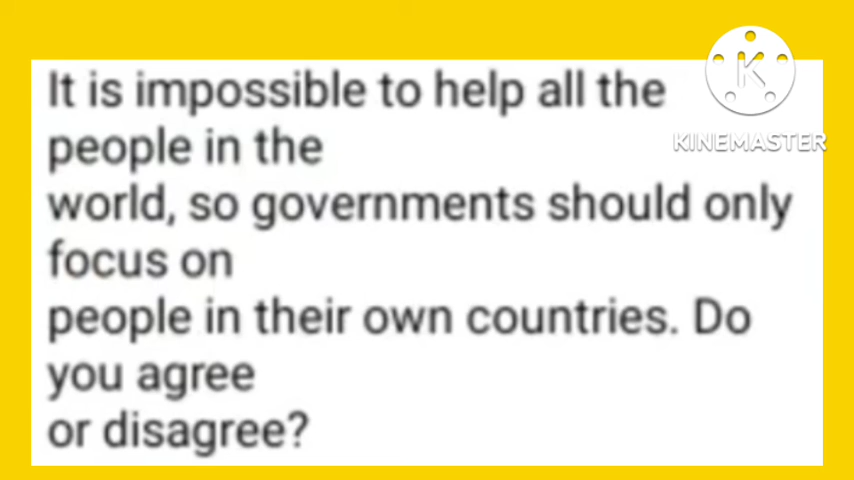 It is impossible to help all the
people in the
world, so governments should only
focus on
people in their own countries. Do
you agree
or disagree?
K
KINEMASTER